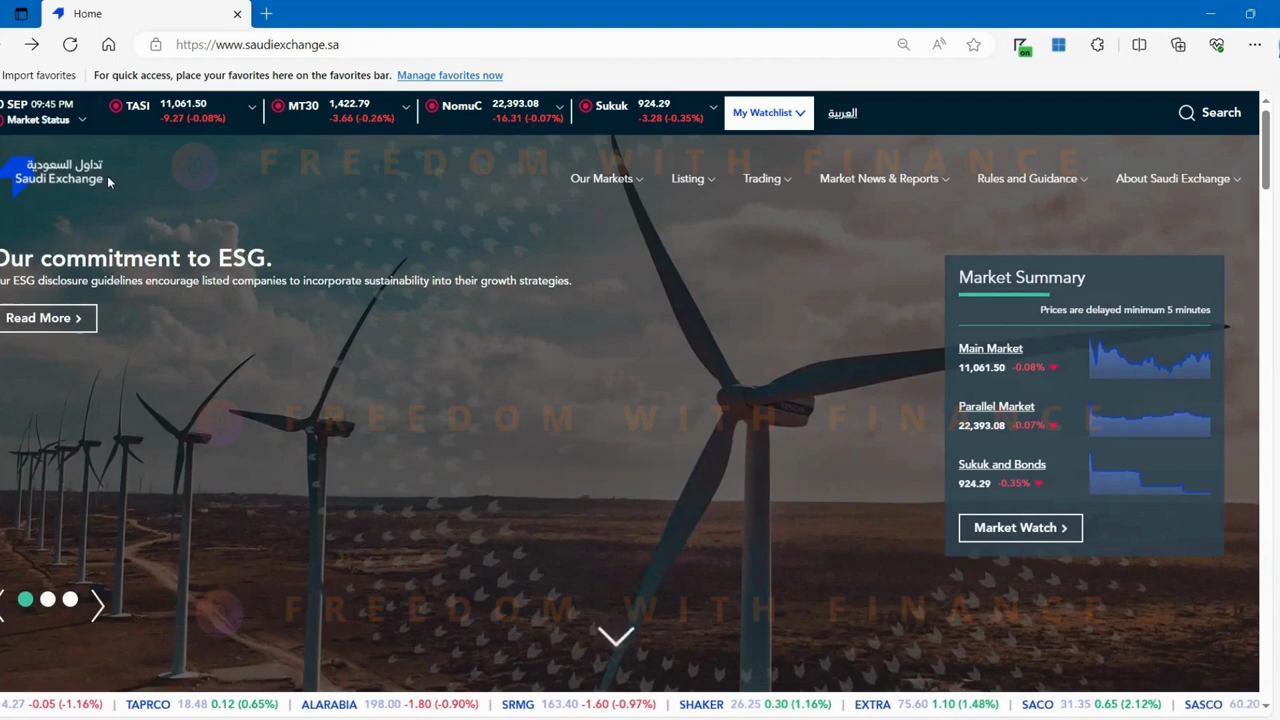 Home
https://www.saudiexchange.sa
Import favorites
For quick access, place your favorites here on the favorites bar. Manage favorites now
SEP 09:45 PM
Market Status
TASI 11,061.50
-9.27 (-0.08%)
MT30 1,422.79
-3.66 (-0.26%)
NomuC 22,393.08
-16.31 (-0.07%)
Sukuk 924.29
-3.28 (-0.35%)
My Watchlist
العربية
Search
تداول السعودية
Saudi Exchange
FREEDOM WITH FINANCE
Our Markets
Listing
Trading
Market News & Reports
Rules and Guidance
About Saudi Exchange
Our commitment to ESG.
ur ESG disclosure guidelines encourage listed companies to incorporate sustainability into their growth strategies.
Read More
Market Summary
Prices are delayed minimum 5 minutes
Main Market
11,061.50 -0.08%
Parallel Market
22,393.08 -0.07%
FREEDOM WITH FINANCE
Sukuk and Bonds
924.29 -0.35%
Market Watch
FREEDOM WITH FINANCE
4.27 -0.05 (-1.16%) | TAPRCO 18.48 0.12 (0.65%) | ALARABIA 198.00 -1.80 (-0.90%) | SRMG 163.40 -1.60 (-0.97%) | SHAKER 26.25 0.30 (1.16%) | EXTRA 75.60 1.10 (1.48%) | SACO 31.35 0.65 (2.12%) | SASCO 60.20